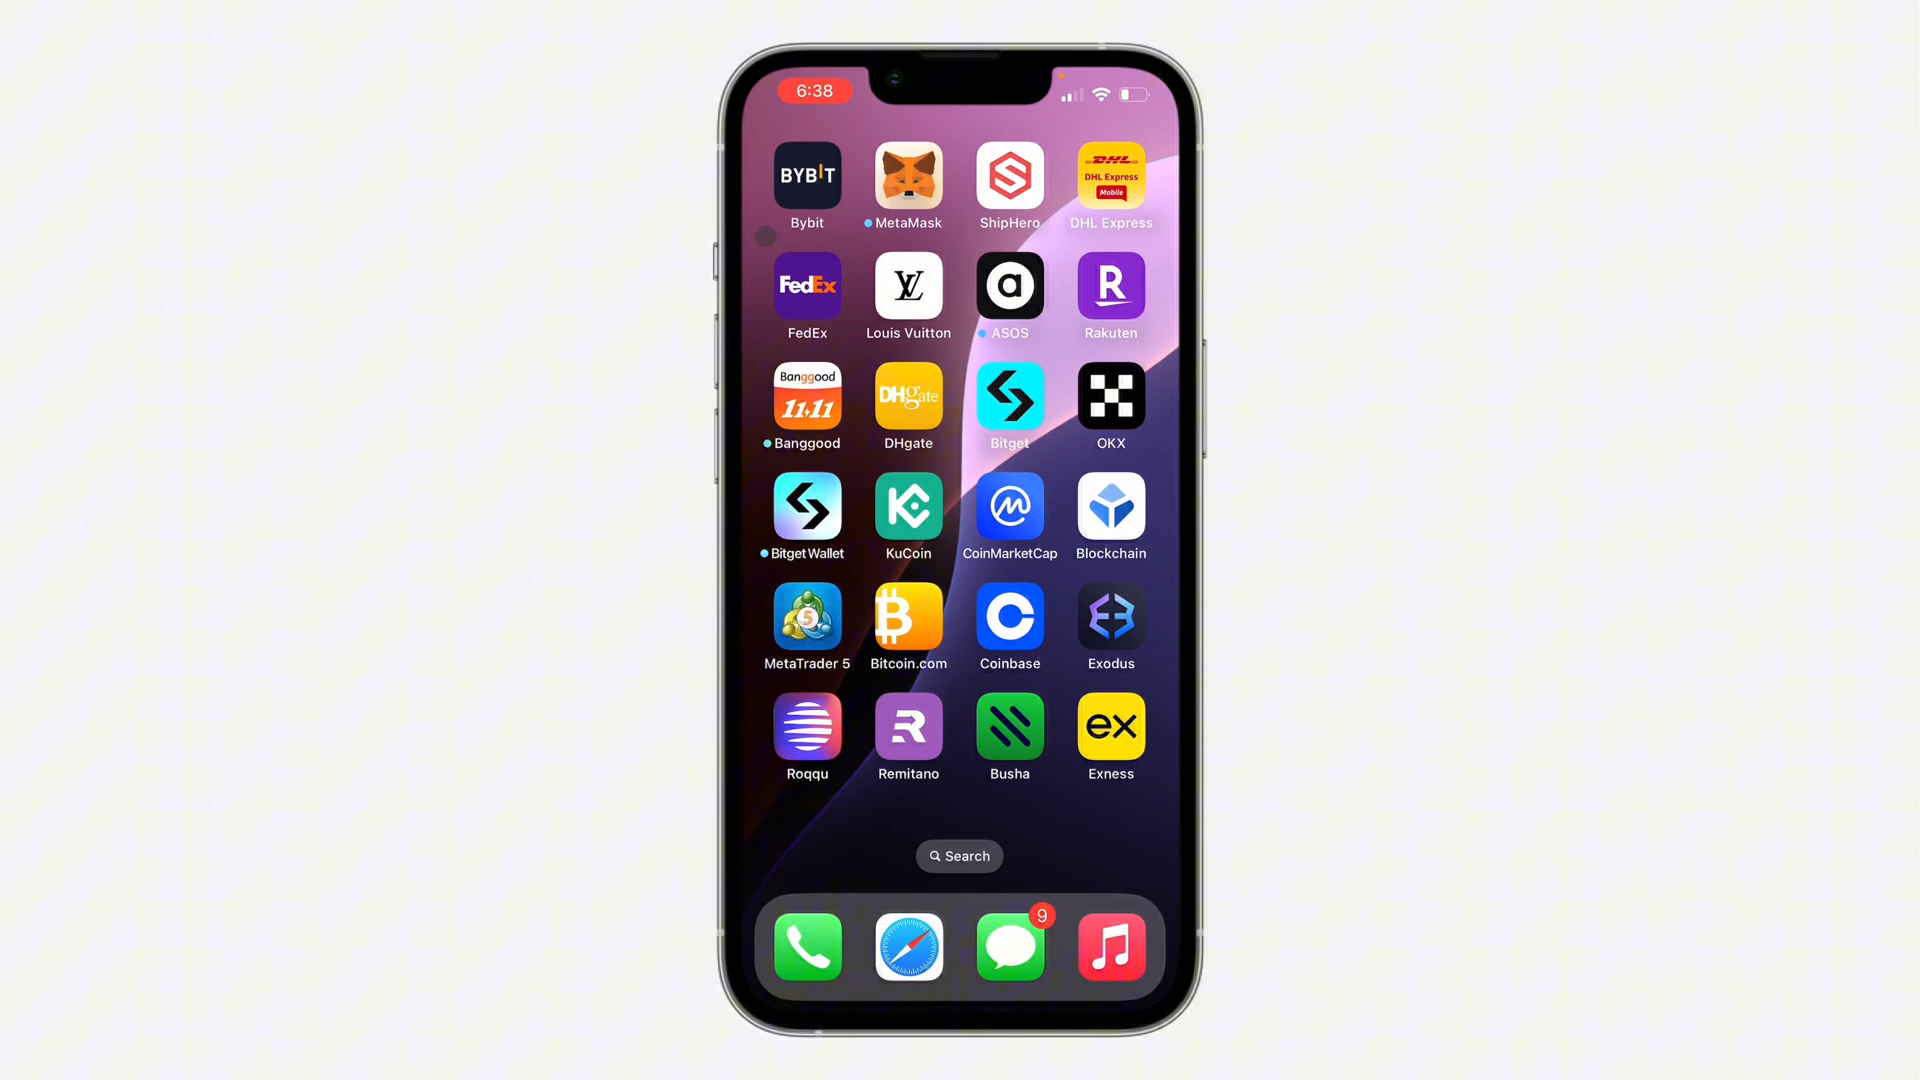 6:38
BYBIT
DHL
DHL Express
Mobile
Bybit
MetaMask
ShipHero
DHL Express
FedEx
LV
a
R
FedEx
Louis Vuitton
ASOS
Rakuten
Banggood
11.11
DHgate
Banggood
DHgate
Bitget
OKX
Bitget Wallet
KuCoin
CoinMarketCap
Blockchain
5
MetaTrader 5
Bitcoin.com
Coinbase
Exodus
R
ex
Roqqu
Remitano
Busha
Exness
Search
9